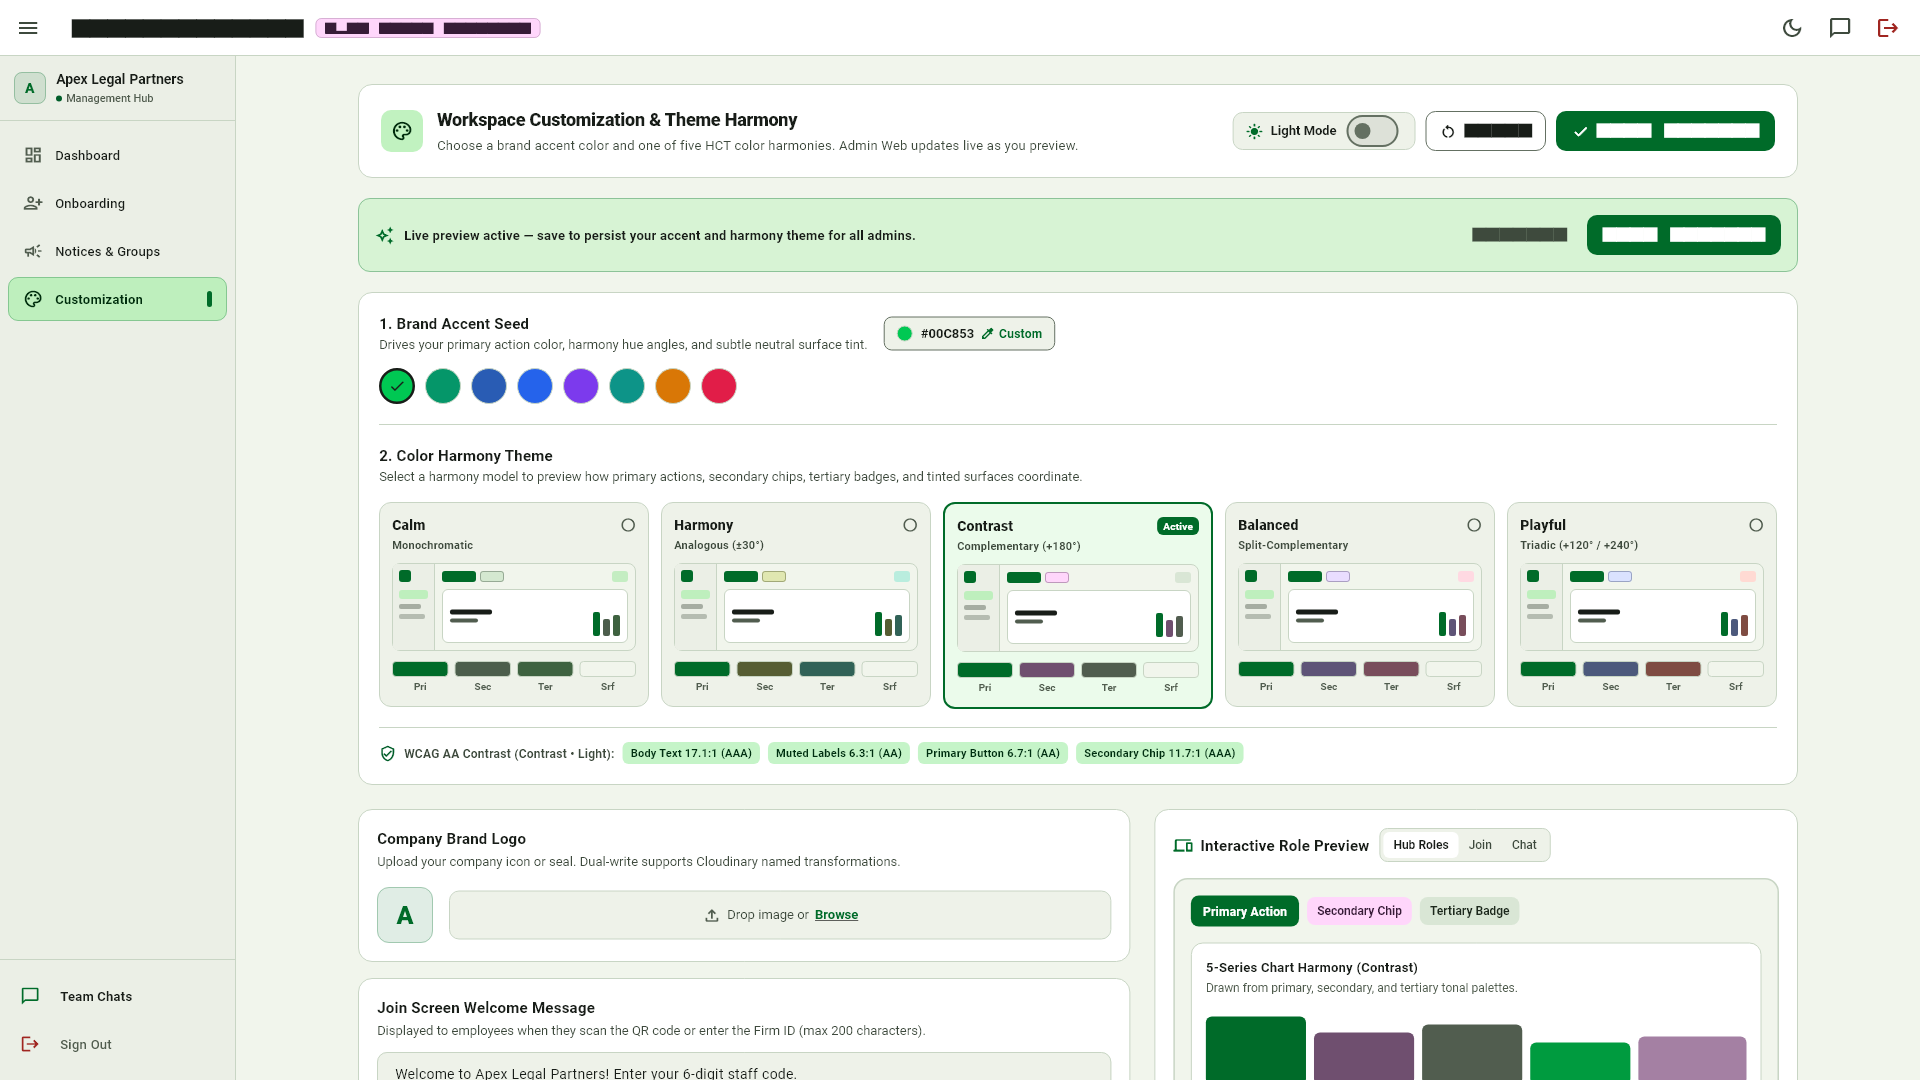 A
Apex Legal Partners
Management Hub
Dashboard
Onboarding
Notices & Groups
Customization
Team Chats
Sign Out
Workspace Customization & Theme Harmony
Choose a brand accent color and one of five HCT color harmonies. Admin Web updates live as you preview.
Light Mode
Live preview active — save to persist your accent and harmony theme for all admins.
1. Brand Accent Seed
Drives your primary action color, harmony hue angles, and subtle neutral surface tint.
#00C853 Custom
2. Color Harmony Theme
Select a harmony model to preview how primary actions, secondary chips, tertiary badges, and tinted surfaces coordinate.
Calm
Monochromatic
Pri Sec Ter Srf
Harmony
Analogous (±30°)
Pri Sec Ter Srf
Contrast
Active
Complementary (+180°)
Pri Sec Ter Srf
Balanced
Split-Complementary
Pri Sec Ter Srf
Playful
Triadic (+120° / +240°)
Pri Sec Ter Srf
WCAG AA Contrast (Contrast • Light): Body Text 17.1:1 (AAA) Muted Labels 6.3:1 (AA) Primary Button 6.7:1 (AA) Secondary Chip 11.7:1 (AAA)
Company Brand Logo
Upload your company icon or seal. Dual-write supports Cloudinary named transformations.
A
Drop image or Browse
Join Screen Welcome Message
Displayed to employees when they scan the QR code or enter the Firm ID (max 200 characters).
Welcome to Apex Legal Partners! Enter your 6-digit staff code.
Interactive Role Preview
Hub Roles Join Chat
Primary Action Secondary Chip Tertiary Badge
5-Series Chart Harmony (Contrast)
Drawn from primary, secondary, and tertiary tonal palettes.